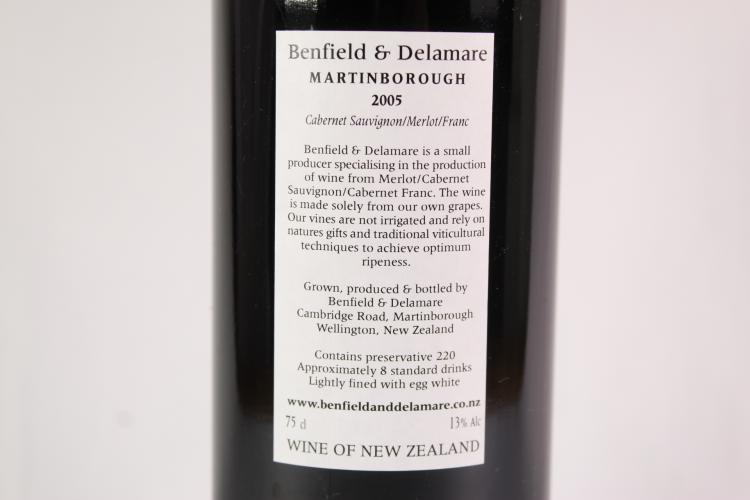 Benfield & Delamare
MARTINBOROUGH
2005
Cabernet Sauvignon/Merlot/Franc
Benfield & Delamare is a small
producer specialising in the production
of wine from Merlot/Cabernet
Sauvignon/Cabernet Franc. The wine
is made solely from our own grapes.
Our vines are not irrigated and rely on
natures gifts and traditional viticultural
techniques to achieve optimum
ripeness.
Grown, produced & bottled by
Benfield & Delamare
Cambridge Road, Martinborough
Wellington, New Zealand
Contains preservative 220
Approximately 8 standard drinks
Lightly fined with egg white
www.benfieldanddelamare.co.nz
75 cl 13% Alc
WINE OF NEW ZEALAND